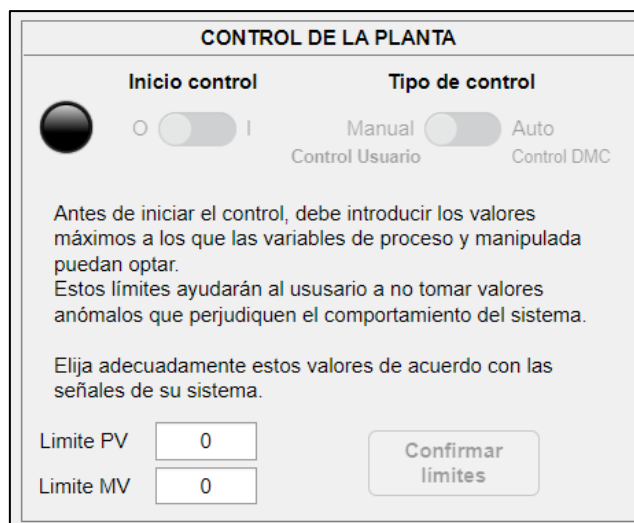 CONTROL DE LA PLANTA
Inicio control
Tipo de control
O I
Manual Auto
Control Usuario Control DMC
Antes de iniciar el control, debe introducir los valores
máximos a los que las variables de proceso y manipulada
puedan optar.
Estos límites ayudarán al ususario a no tomar valores
anómalos que perjudiquen el comportamiento del sistema.
Elija adecuadamente estos valores de acuerdo con las
señales de su sistema.
Limite PV 0
Limite MV 0
Confirmar
límites